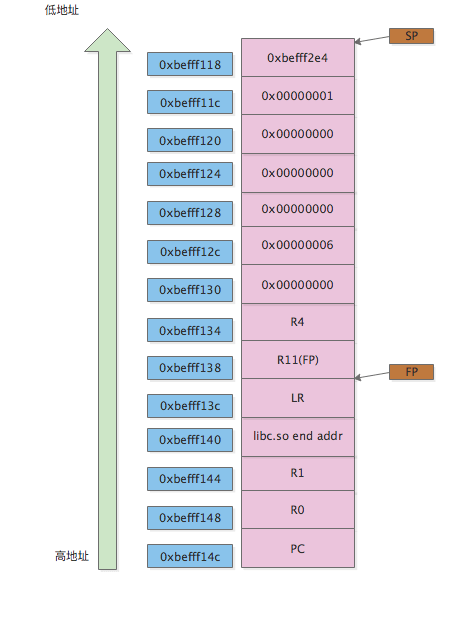 低地址
SP
0xbefff118 0xbefff2e4
0xbefff11c 0x00000001
0xbefff120 0x00000000
0xbefff124 0x00000000
0xbefff128 0x00000000
0xbefff12c 0x00000006
0xbefff130 0x00000000
0xbefff134 R4
0xbefff138 R11(FP)
FP
0xbefff13c LR
0xbefff140 libc.so end addr
0xbefff144 R1
0xbefff148 R0
高地址
0xbefff14c PC